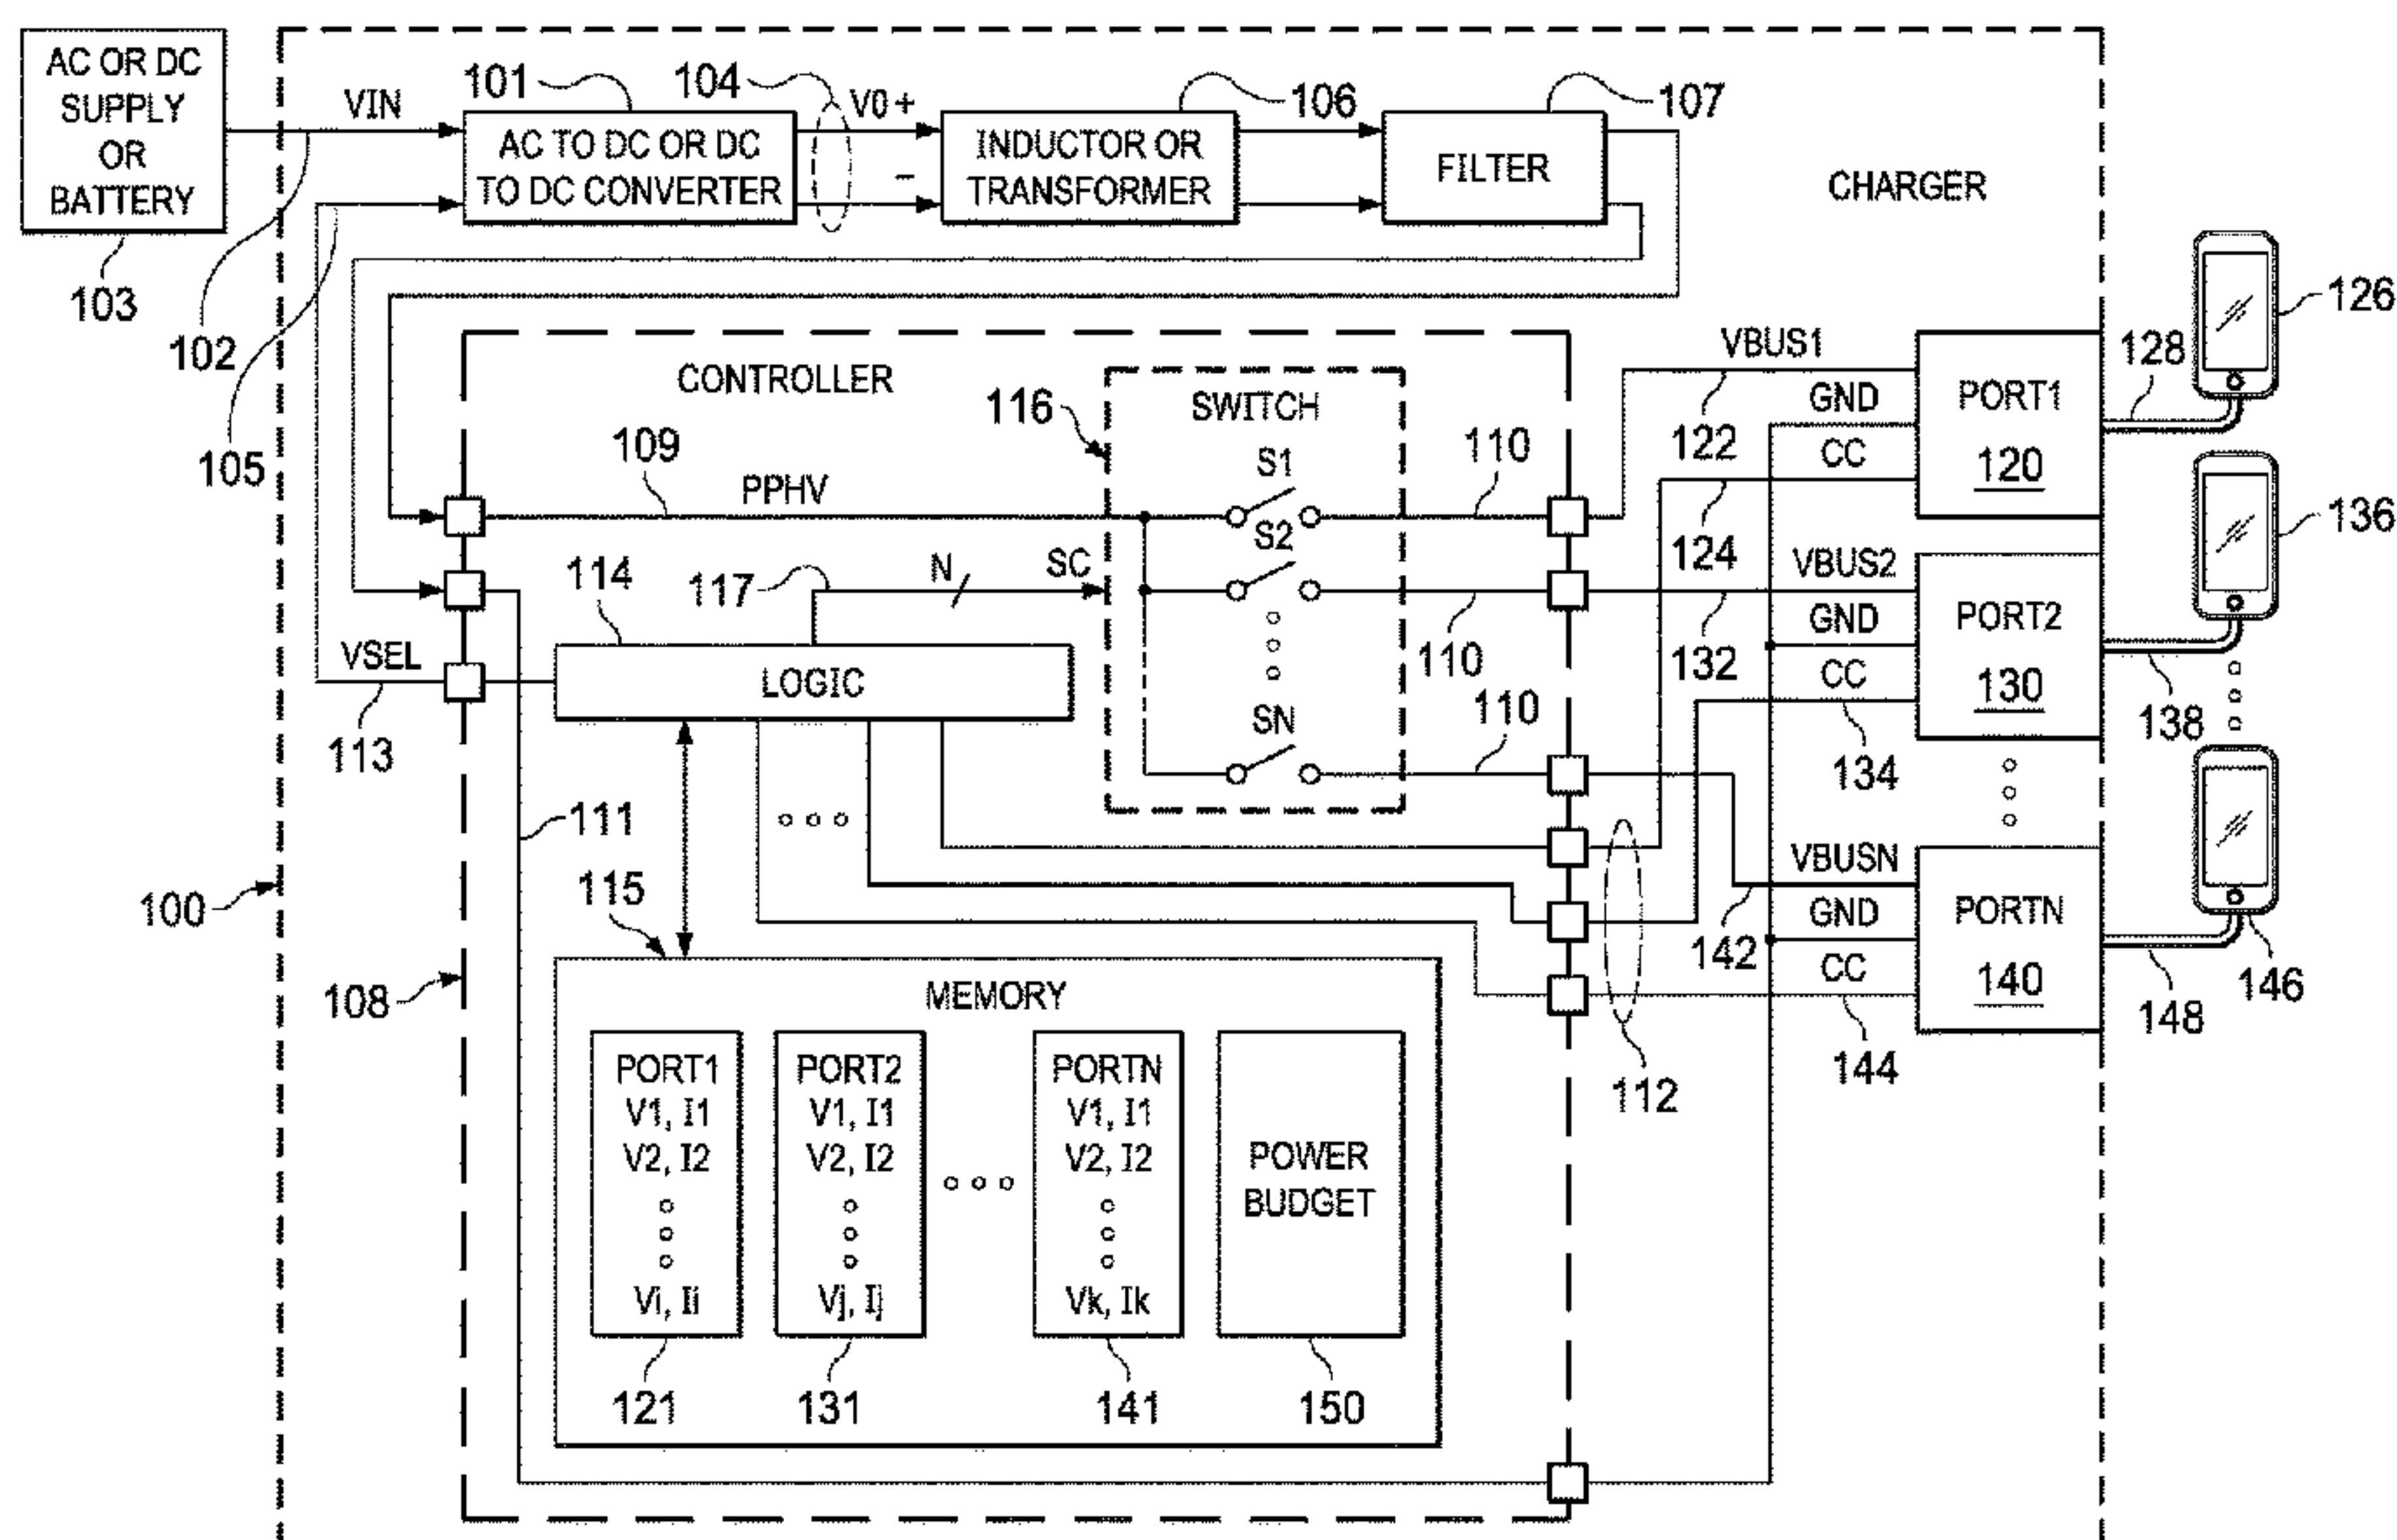 AC OR DC
SUPPLY
OR
BATTERY
103
VIN
102
105
101
AC TO DC OR DC
TO DC CONVERTER
104
V0 +
-
106
INDUCTOR OR
TRANSFORMER
107
FILTER
CHARGER
CONTROLLER
109
PPHV
116
SWITCH
S1
S2
SN
110
110
110
114
117
N
SC
LOGIC
VSEL
113
111
115
100
108
MEMORY
PORT1
V1, I1
V2, I2
Vi, Ii
121
PORT2
V1, I1
V2, I2
Vj, Ij
131
PORTN
V1, I1
V2, I2
Vk, Ik
141
POWER
BUDGET
150
112
VBUS1
GND
122
CC
124
PORT1
120
128
126
VBUS2
132
GND
CC
134
PORT2
130
138
136
VBUSN
GND
142
CC
144
PORTN
140
148
146